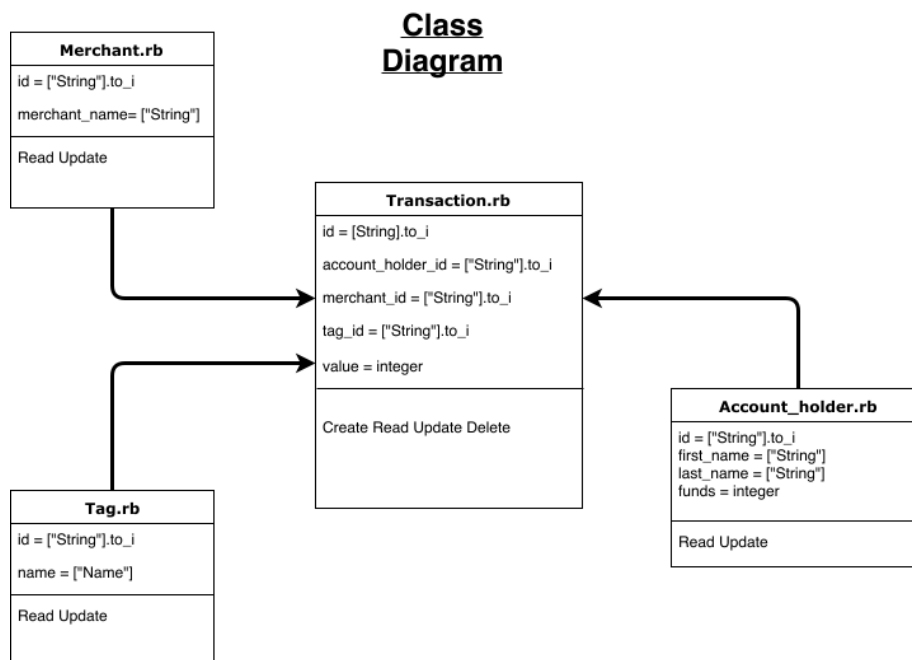 Class
Diagram
Merchant.rb
id = ["String"].to_i
merchant_name= ["String"]
Read Update
Transaction.rb
id = [String].to_i
account_holder_id = ["String"].to_i
merchant_id = ["String"].to_i
tag_id = ["String"].to_i
value = integer
Create Read Update Delete
Account_holder.rb
id = ["String"].to_i
first_name = ["String"]
last_name = ["String"]
funds = integer
Read Update
Tag.rb
id = ["String"].to_i
name = ["Name"]
Read Update